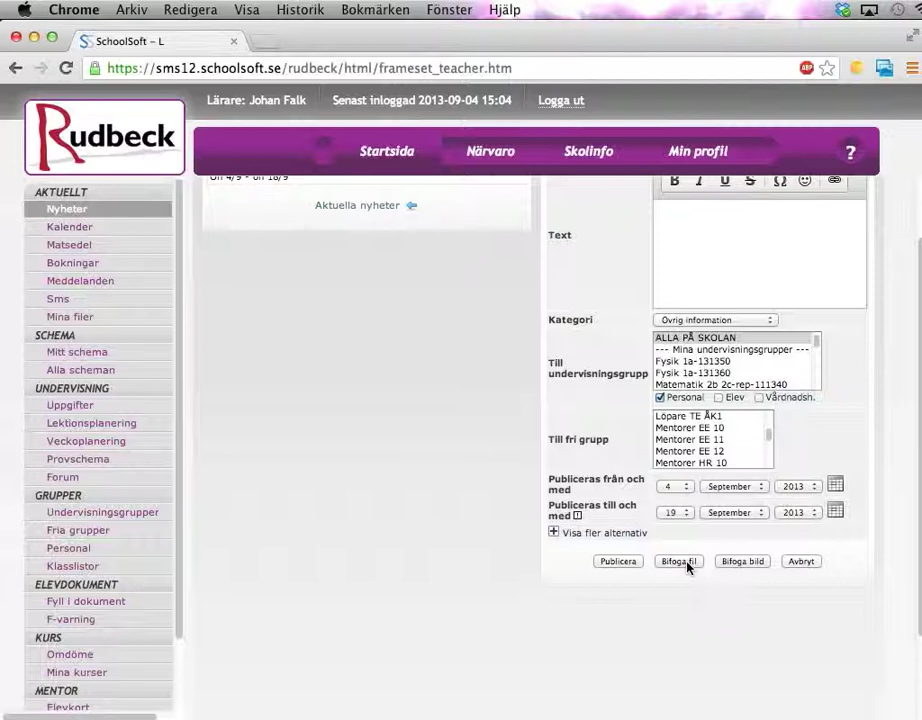 Chrome Arkiv Redigera Visa Historik Bokmärken Fönster Hjälp
SchoolSoft – L
https://sms12.schoolsoft.se/rudbeck/html/frameset_teacher.htm
ABP
Lärare: Johan Falk Senast inloggad 2013-09-04 15:04 Logga ut
Rudbeck
Startsida Närvaro Skolinfo Min profil ?
AKTUELLT
Nyheter
Kalender
Matsedel
Bokningar
Meddelanden
Sms
Mina filer
SCHEMA
Mitt schema
Alla scheman
UNDERVISNING
Uppgifter
Lektionsplanering
Veckoplanering
Provschema
Forum
GRUPPER
Undervisningsgrupper
Fria grupper
Personal
Klasslistor
ELEVDOKUMENT
Fyll i dokument
F-varning
KURS
Omdöme
Mina kurser
MENTOR
Elevkort
On 4/9 - on 18/9
Aktuella nyheter
B I U S Ω
Text
Kategori Övrig information
Till undervisningsgrupp
ALLA PÅ SKOLAN
--- Mina undervisningsgrupper ---
Fysik 1a-131350
Fysik 1a-131360
Matematik 2b 2c-rep-111340
Personal Elev Vårdnadsh.
Till fri grupp
Löpare TE ÅK1
Mentorer EE 10
Mentorer EE 11
Mentorer EE 12
Mentorer HR 10
Publiceras från och med 4 September 2013
Publiceras till och med 19 September 2013
Visa fler alternativ
Publicera Bifoga fil Bifoga bild Avbryt